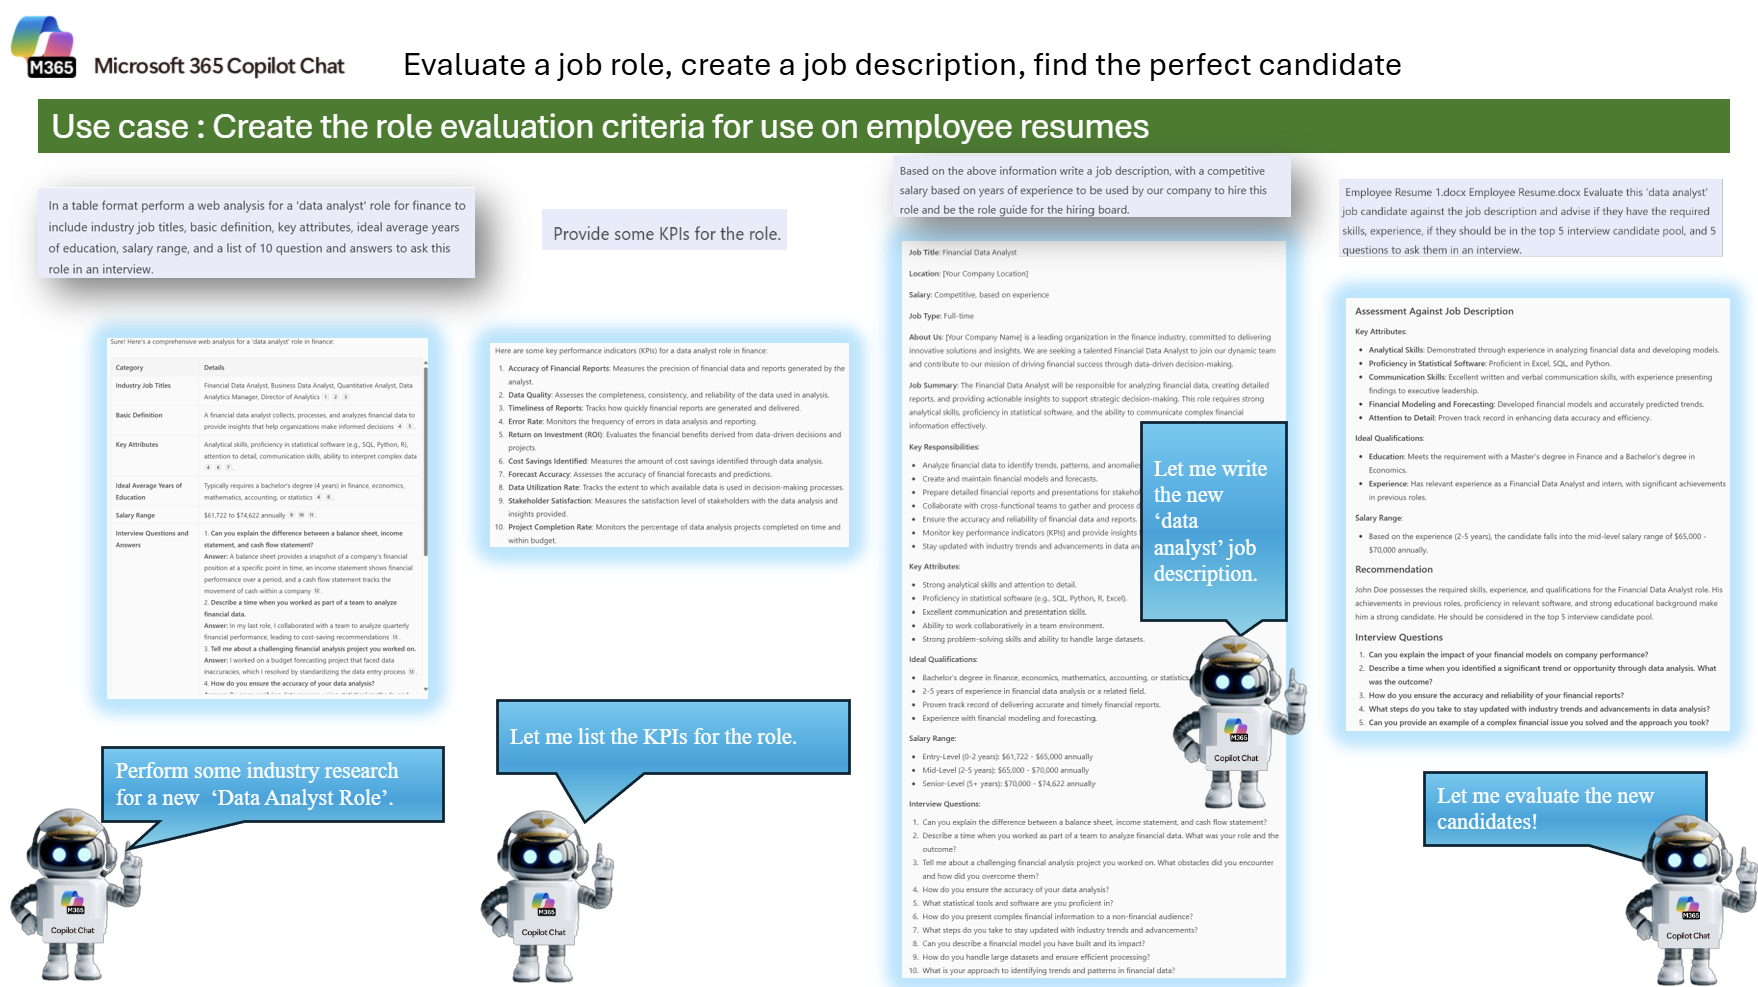 M365
Microsoft 365 Copilot Chat
Evaluate a job role, create a job description, find the perfect candidate
Use case : Create the role evaluation criteria for use on employee resumes
In a table format perform a web analysis for a 'data analyst' role for finance to
include industry job titles, basic definition, key attributes, ideal average years
of education, salary range, and a list of 10 question and answers to ask this
role in an interview.
Sure! Here's a comprehensive web analysis for a 'data analyst' role in finance:
Category Details
Industry Job Titles Financial Data Analyst, Business Data Analyst, Quantitative Analyst, Data
Analytics Manager, Director of Analytics 1 2 3
Basic Definition A financial data analyst collects, processes, and analyzes financial data to
provide insights that help organizations make informed decisions 4 5 .
Key Attributes Analytical skills, proficiency in statistical software (e.g., SQL, Python, R),
attention to detail, communication skills, ability to interpret complex data
4 6 7 .
Ideal Average Years of Typically requires a bachelor's degree (4 years) in finance, economics,
Education mathematics, accounting, or statistics 4 8 .
Salary Range $61,722 to $74,622 annually 9 10 11 .
Interview Questions and 1. Can you explain the difference between a balance sheet, income
Answers statement, and cash flow statement?
Answer: A balance sheet provides a snapshot of a company's financial
position at a specific point in time, an income statement shows financial
performance over a period, and a cash flow statement tracks the
movement of cash within a company 12 .
2. Describe a time when you worked as part of a team to analyze
financial data.
Answer: In my last role, I collaborated with a team to analyze quarterly
financial performance, leading to cost-saving recommendations 13 .
3. Tell me about a challenging financial analysis project you worked on.
Answer: I worked on a budget forecasting project that faced data
inaccuracies, which I resolved by standardizing the data entry process 13 .
4. How do you ensure the accuracy of your data analysis?
Perform some industry research
for a new ‘Data Analyst Role’.
M365
Copilot Chat
Provide some KPIs for the role.
Here are some key performance indicators (KPIs) for a data analyst role in finance:
1. Accuracy of Financial Reports: Measures the precision of financial data and reports generated by the
analyst.
2. Data Quality: Assesses the completeness, consistency, and reliability of the data used in analysis.
3. Timeliness of Reports: Tracks how quickly financial reports are generated and delivered.
4. Error Rate: Monitors the frequency of errors in data analysis and reporting.
5. Return on Investment (ROI): Evaluates the financial benefits derived from data-driven decisions and
projects.
6. Cost Savings Identified: Measures the amount of cost savings identified through data analysis.
7. Forecast Accuracy: Assesses the accuracy of financial forecasts and predictions.
8. Data Utilization Rate: Tracks the extent to which available data is used in decision-making processes.
9. Stakeholder Satisfaction: Measures the satisfaction level of stakeholders with the data analysis and
insights provided.
10. Project Completion Rate: Monitors the percentage of data analysis projects completed on time and
within budget.
Let me list the KPIs for the role.
M365
Copilot Chat
Based on the above information write a job description, with a competitive
salary based on years of experience to be used by our company to hire this
role and be the role guide for the hiring board.
Job Title: Financial Data Analyst
Location: [Your Company Location]
Salary: Competitive, based on experience
Job Type: Full-time
About Us: [Your Company Name] is a leading organization in the finance industry, committed to delivering
innovative solutions and insights. We are seeking a talented Financial Data Analyst to join our dynamic team
and contribute to our mission of driving financial success through data-driven decision-making.
Job Summary: The Financial Data Analyst will be responsible for analyzing financial data, creating detailed
reports, and providing actionable insights to support strategic decision-making. This role requires strong
analytical skills, proficiency in statistical software, and the ability to communicate complex financial
information effectively.
Key Responsibilities:
• Analyze financial data to identify trends, patterns, and anomalies
• Create and maintain financial models and forecasts.
• Prepare detailed financial reports and presentations for
• Collaborate with cross-functional teams to gather and process
• Ensure the accuracy and reliability of financial data and reports.
• Monitor key performance indicators (KPIs) and provide insights
• Stay updated with industry trends and advancements in data
Key Attributes:
• Strong analytical skills and attention to detail.
• Proficiency in statistical software (e.g., SQL, Python, R, Excel).
• Excellent communication and presentation skills.
• Ability to work collaboratively in a team environment.
• Strong problem-solving skills and ability to handle large datasets.
Ideal Qualifications:
• Bachelor's degree in finance, economics, mathematics, accounting, or statistics,
• 2-5 years of experience in financial data analysis or a related field.
• Proven track record of delivering accurate and timely financial reports.
• Experience with financial modeling and forecasting.
Salary Range:
• Entry-Level (0-2 years): $61,722 - $65,000 annually
• Mid-Level (2-5 years): $65,000 - $70,000 annually
• Senior-Level (5+ years): $70,000 - $74,622 annually
Interview Questions:
1. Can you explain the difference between a balance sheet, income statement, and cash flow statement?
2. Describe a time when you worked as part of a team to analyze financial data. What was your role and the
outcome?
3. Tell me about a challenging financial analysis project you worked on. What obstacles did you encounter
and how did you overcome them?
4. How do you ensure the accuracy of your data analysis?
5. What statistical tools and software are you proficient in?
6. How do you present complex financial information to a non-financial audience?
7. What steps do you take to stay updated with industry trends and advancements?
8. Can you describe a financial model you have built and its impact?
9. How do you handle large datasets and ensure efficient processing?
10. What is your approach to identifying trends and patterns in financial data?
Let me write
the new
‘data
analyst’ job
description.
M365
Copilot Chat
Employee Resume 1.docx Employee Resume.docx Evaluate this 'data analyst'
job candidate against the job description and advise if they have the required
skills, experience, if they should be in the top 5 interview candidate pool, and 5
questions to ask them in an interview.
Assessment Against Job Description
Key Attributes:
• Analytical Skills: Demonstrated through experience in analyzing financial data and developing models.
• Proficiency in Statistical Software: Proficient in Excel, SQL, and Python.
• Communication Skills: Excellent written and verbal communication skills, with experience presenting
findings to executive leadership.
• Financial Modeling and Forecasting: Developed financial models and accurately predicted trends.
• Attention to Detail: Proven track record in enhancing data accuracy and efficiency.
Ideal Qualifications:
• Education: Meets the requirement with a Master's degree in Finance and a Bachelor's degree in
Economics.
• Experience: Has relevant experience as a Financial Data Analyst and intern, with significant achievements
in previous roles.
Salary Range:
• Based on the experience (2-5 years), the candidate falls into the mid-level salary range of $65,000 -
$70,000 annually.
Recommendation
John Doe possesses the required skills, experience, and qualifications for the Financial Data Analyst role. His
achievements in previous roles, proficiency in relevant software, and strong educational background make
him a strong candidate. He should be considered in the top 5 interview candidate pool.
Interview Questions
1. Can you explain the impact of your financial models on company performance?
2. Describe a time when you identified a significant trend or opportunity through data analysis. What
was the outcome?
3. How do you ensure the accuracy and reliability of your financial reports?
4. What steps do you take to stay updated with industry trends and advancements in data analysis?
5. Can you provide an example of a complex financial issue you solved and the approach you took?
Let me evaluate the new
candidates!
M365
Copilot Chat